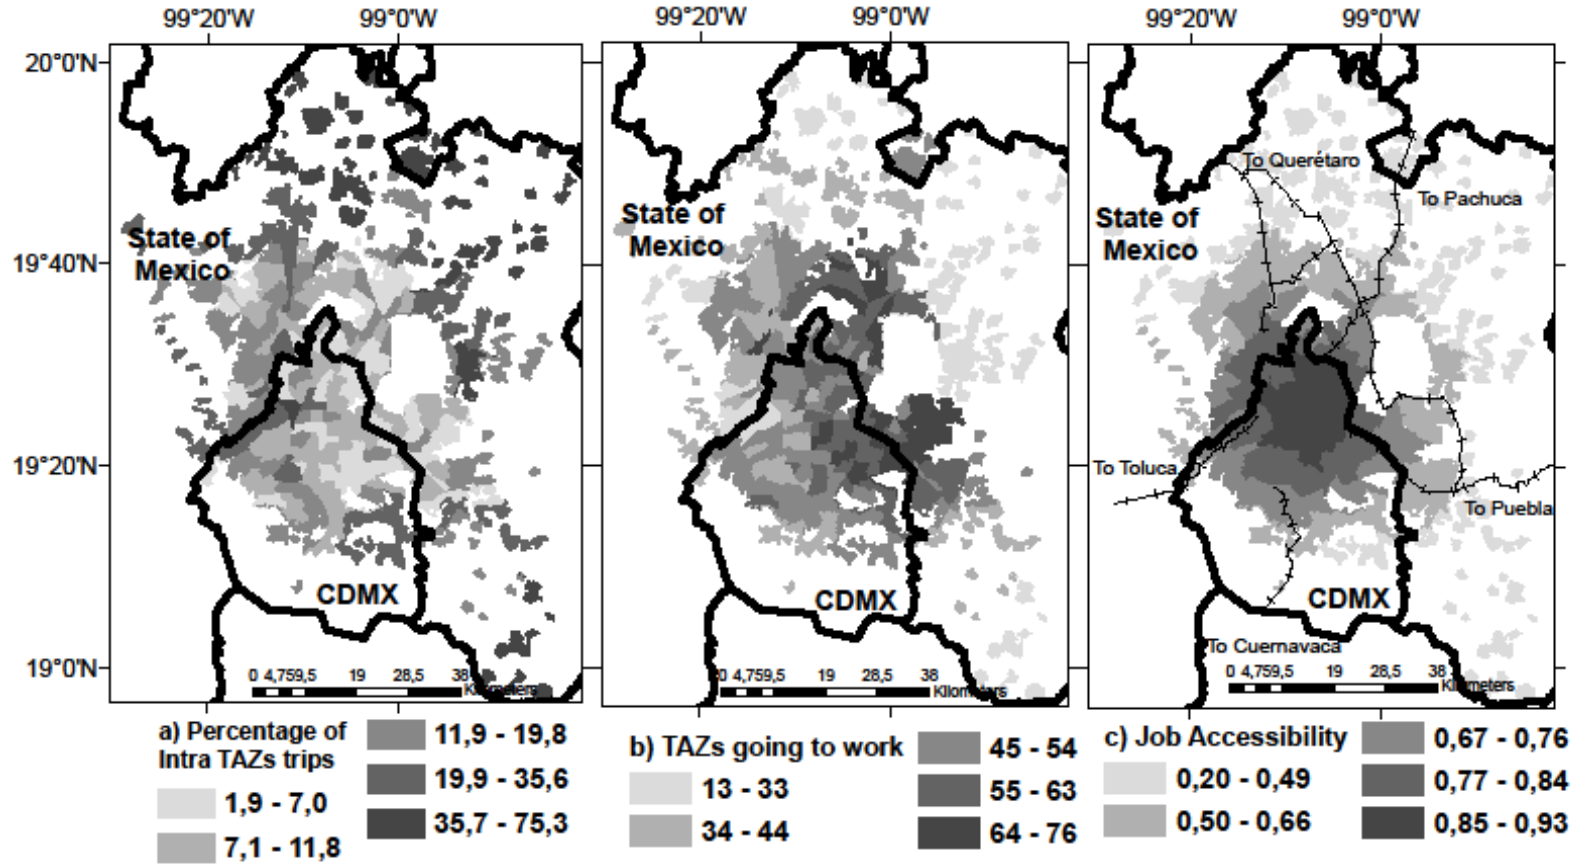 99°20'W 99°0'W
99°20'W 99°0'W
99°20'W 99°0'W
20°0'N
19°40'N
19°20'N
19°0'N
State of
Mexico
CDMX
0 4,759,5 19 28,5 38
Kilometers
State of
Mexico
CDMX
0 4,759,5 19 28,5 38
Kilometers
To Querétaro
To Pachuca
State of
Mexico
To Toluca
To Puebla
CDMX
To Cuernavaca
0 4,759,5 19 28,5 38
Kilometers
a) Percentage of
Intra TAZs trips
1,9 - 7,0
7,1 - 11,8
11,9 - 19,8
19,9 - 35,6
35,7 - 75,3
b) TAZs going to work
13 - 33
34 - 44
45 - 54
55 - 63
64 - 76
c) Job Accessibility
0,20 - 0,49
0,50 - 0,66
0,67 - 0,76
0,77 - 0,84
0,85 - 0,93